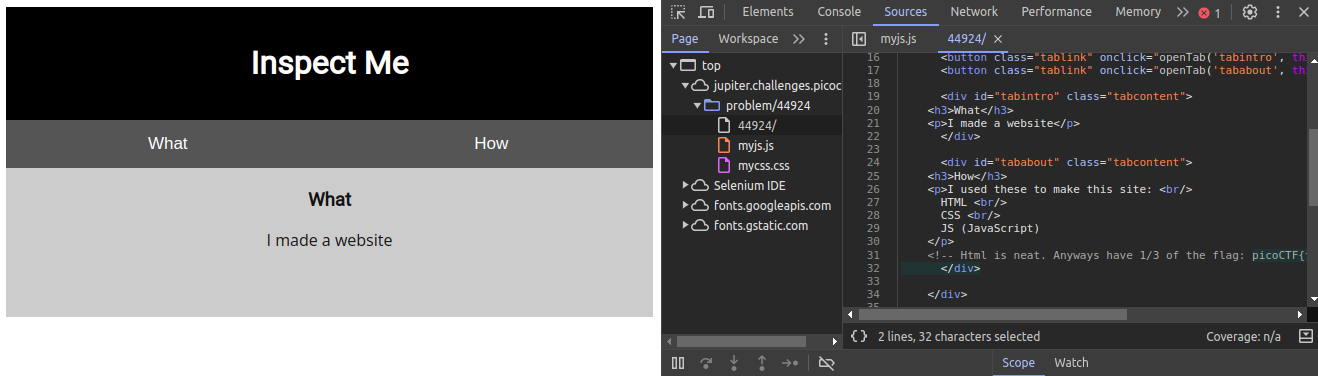 Inspect Me
What How
What
I made a website
Elements Console Sources Network Performance Memory 1
Page Workspace myjs.js 44924/
top
jupiter.challenges.picoc
problem/44924
44924/
myjs.js
mycss.css
Selenium IDE
fonts.googleapis.com
fonts.gstatic.com
16 <button class="tablink" onclick="openTab('tabintro', thi
17 <button class="tablink" onclick="openTab('tababout', thi
18
19 <div id="tabintro" class="tabcontent">
20 <h3>What</h3>
21 <p>I made a website</p>
22 </div>
23
24 <div id="tababout" class="tabcontent">
25 <h3>How</h3>
26 <p>I used these to make this site: <br/>
27 HTML <br/>
28 CSS <br/>
29 JS (JavaScript)
30 </p>
31 <!-- Html is neat. Anyways have 1/3 of the flag: picoCTF{
32 </div>
33
34 </div>
35
{} 2 lines, 32 characters selected Coverage: n/a
Scope Watch